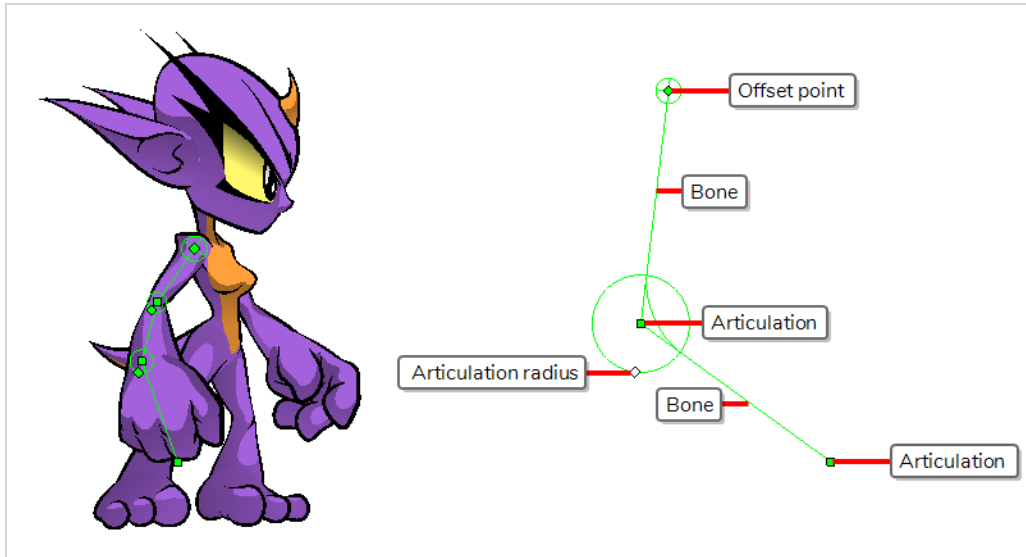 Offset point
Bone
Articulation
Articulation radius
Bone
Articulation